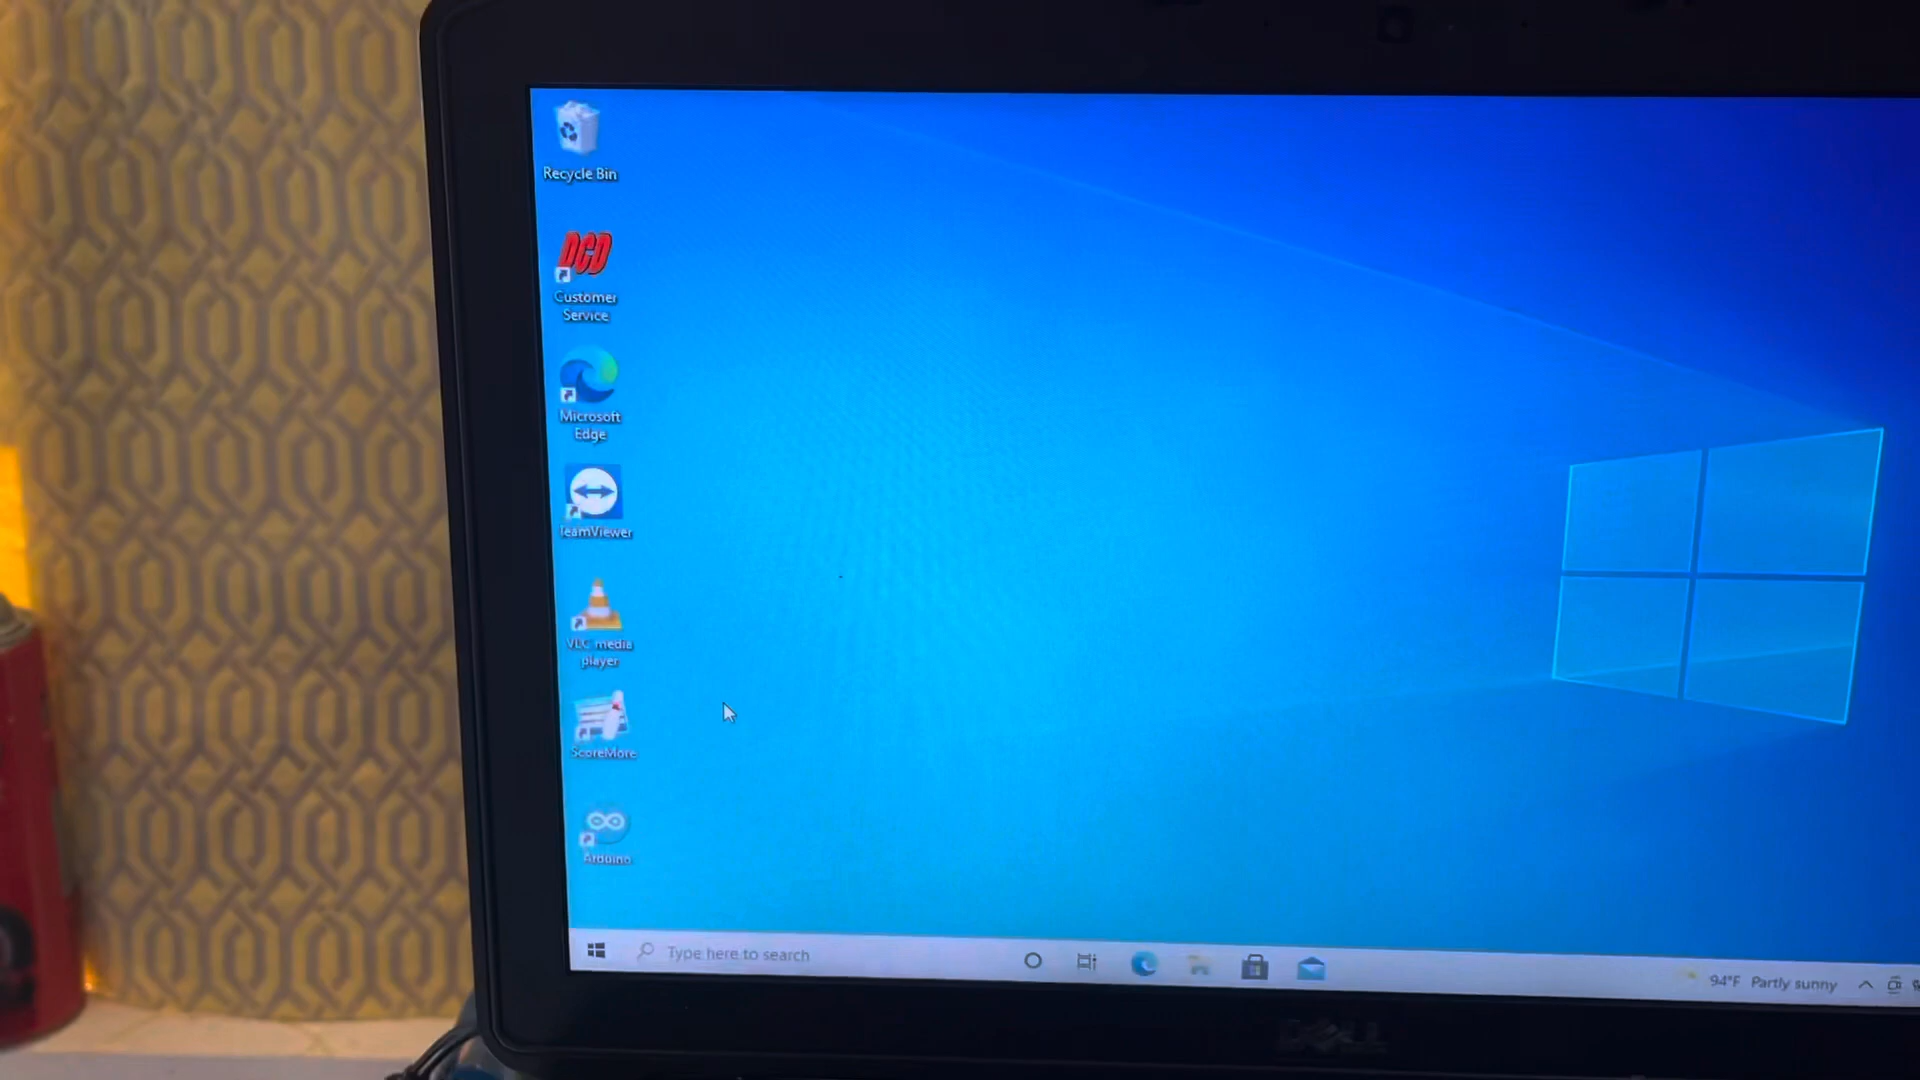 Recycle Bin
DCD
Customer
Service
Microsoft
Edge
TeamViewer
VLC media
player
ScoreMore
Arduino
Type here to search
94°F Partly sunny
DELL